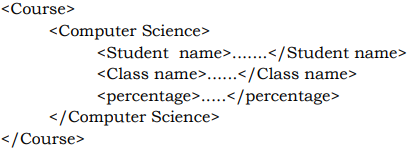 <Course>
<Computer Science>
<Student name>.......</Student name>
<Class name>......</Class name>
<percentage>.....</percentage>
</Computer Science>
</Course>